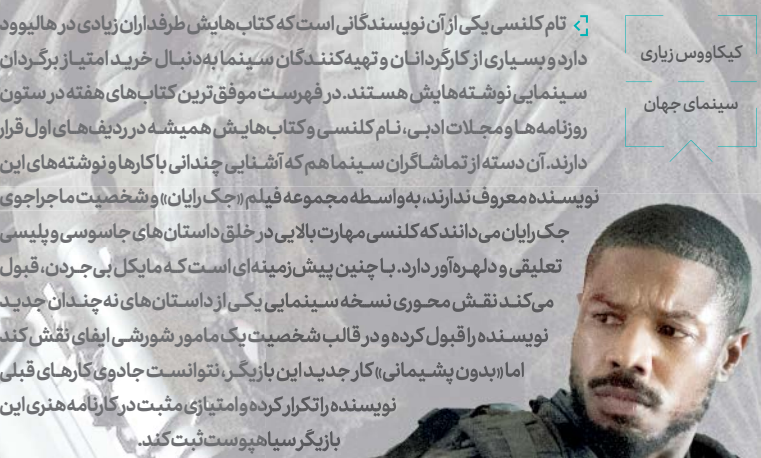 کیکاووس زیاری
سینمای جهان
تام کلنسی یکی از آن نویسندگانی است که کتاب‌هایش طرفداران زیادی در هالیوود
دارد و بسیاری از کارگردانان و تهیه‌کنندگان سینما به‌دنبال خرید امتیاز برگردان
سینمایی نوشته‌هایش هستند. در فهرست موفق‌ترین کتاب‌های هفته در ستون
روزنامه‌ها و مجلات ادبی، نام کلنسی و کتاب‌هایش همیشه در ردیف‌های اول قرار
دارند. آن دسته از تماشاگران سینما هم که آشنایی چندانی با کارها و نوشته‌های این
نویسنده معروف ندارند، به‌واسطه مجموعه فیلم «جک رایان» و شخصیت ماجراجوی
جک رایان می‌دانند که کلنسی مهارت بالایی در خلق داستان‌های جاسوسی و پلیسی
تعلیقی و دلهره‌آور دارد. با چنین پیش‌زمینه‌ای است که مایکل بی‌جردن، قبول
می‌کند نقش محوری نسخه سینمایی یکی از داستان‌های نه‌چندان جدید
نویسنده را قبول کرده و در قالب شخصیت یک مامور شورشی ایفای نقش کند
اما «بدون پشیمانی» کار جدید این بازیگر، نتوانست جادوی کارهای قبلی
نویسنده را تکرار کرده و امتیازی مثبت در کارنامه هنری این
بازیگر سیاهپوست ثبت کند.